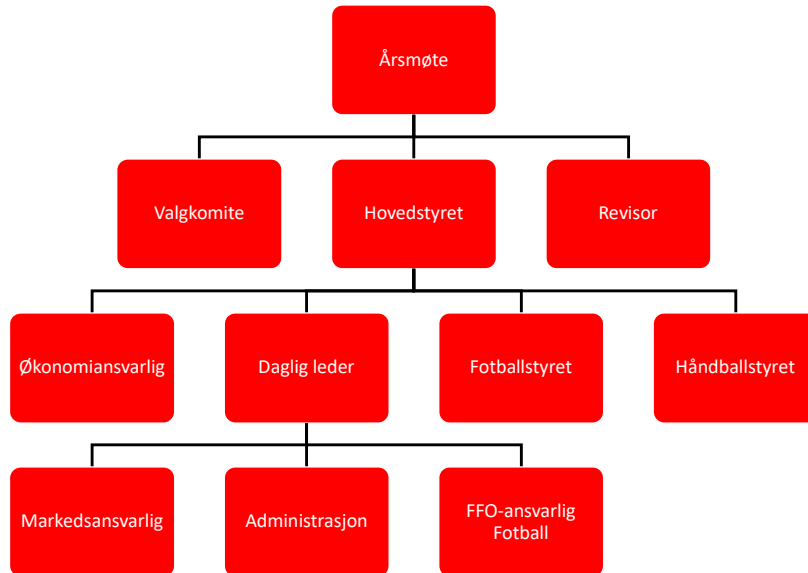 Årsmøte
Valgkomite
Hovedstyret
Revisor
Økonomiansvarlig
Daglig leder
Fotballstyret
Håndballstyret
Markedsansvarlig
Administrasjon
FFO-ansvarlig
Fotball